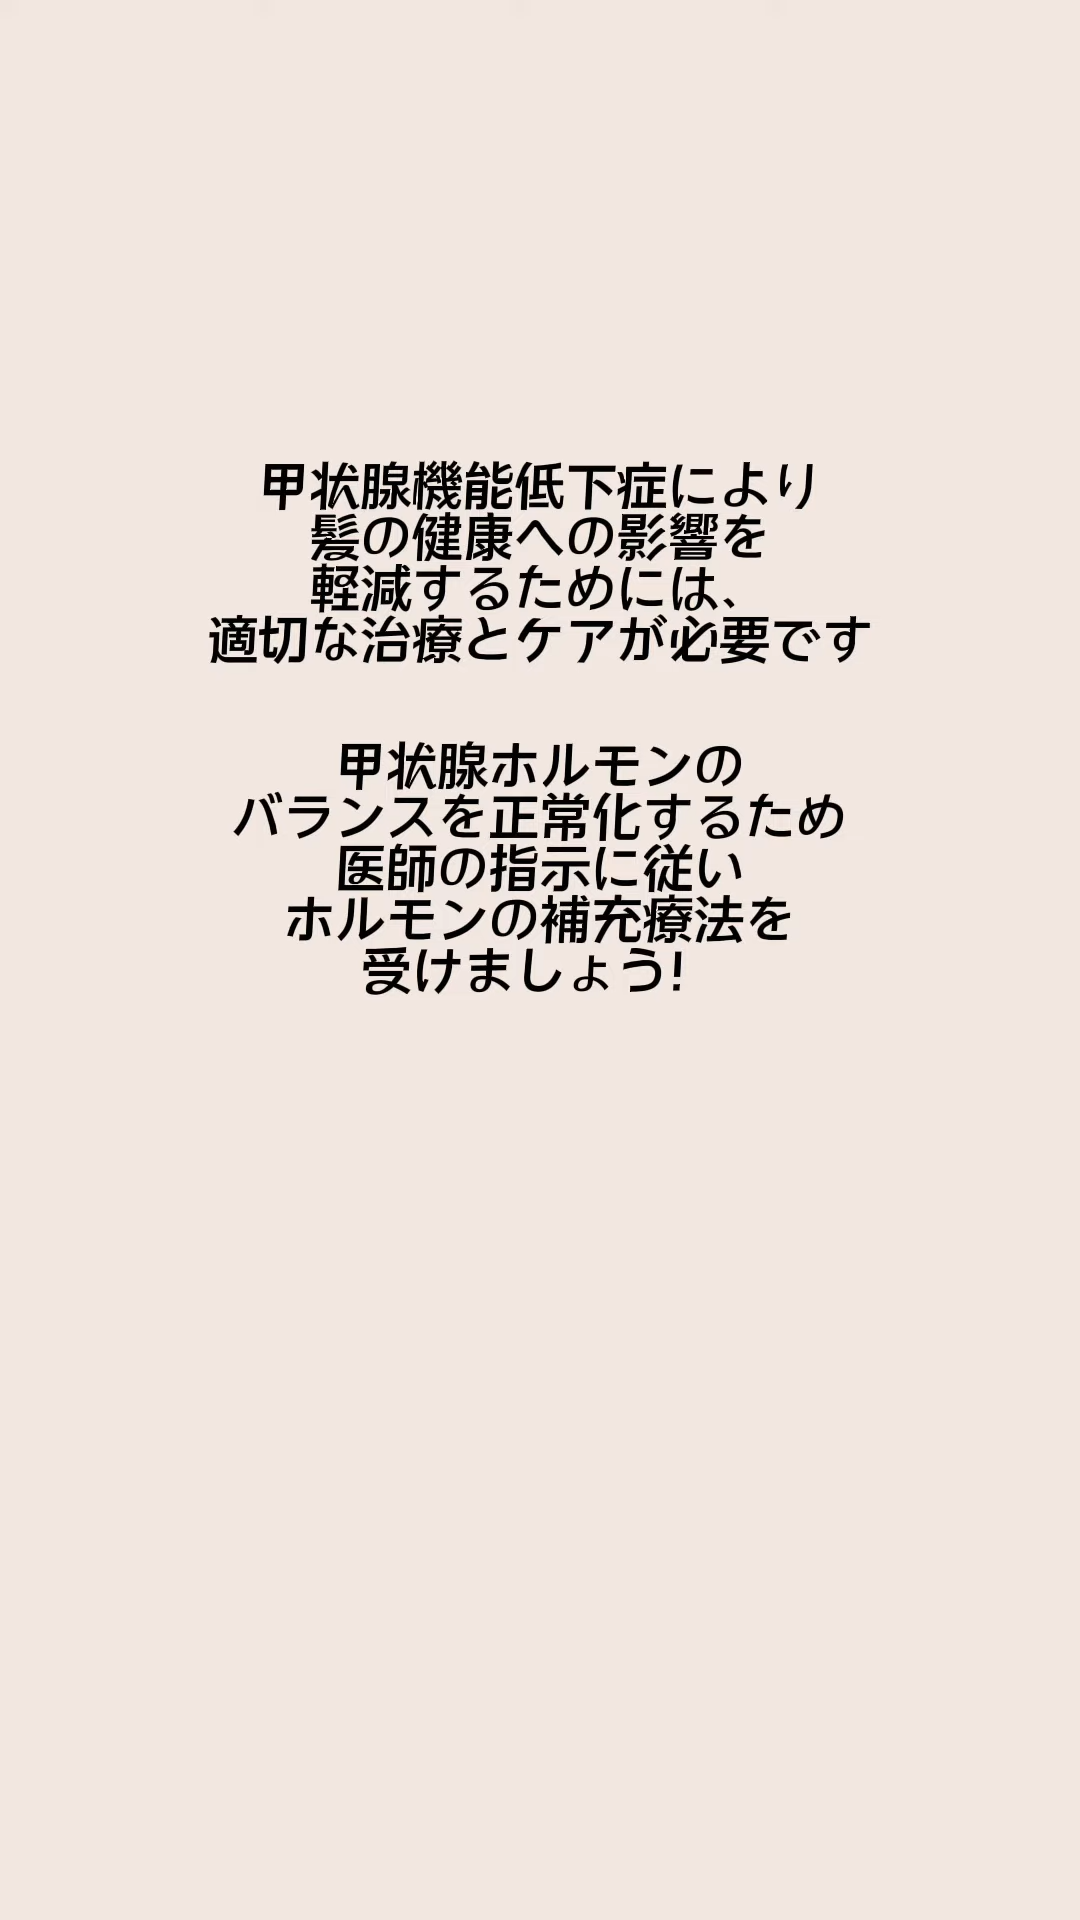 甲状腺機能低下症により
髪の健康への影響を
軽減するためには、
適切な治療とケアが必要です
甲状腺ホルモンの
バランスを正常化するため
医師の指示に従い
ホルモンの補充療法を
受けましょう!